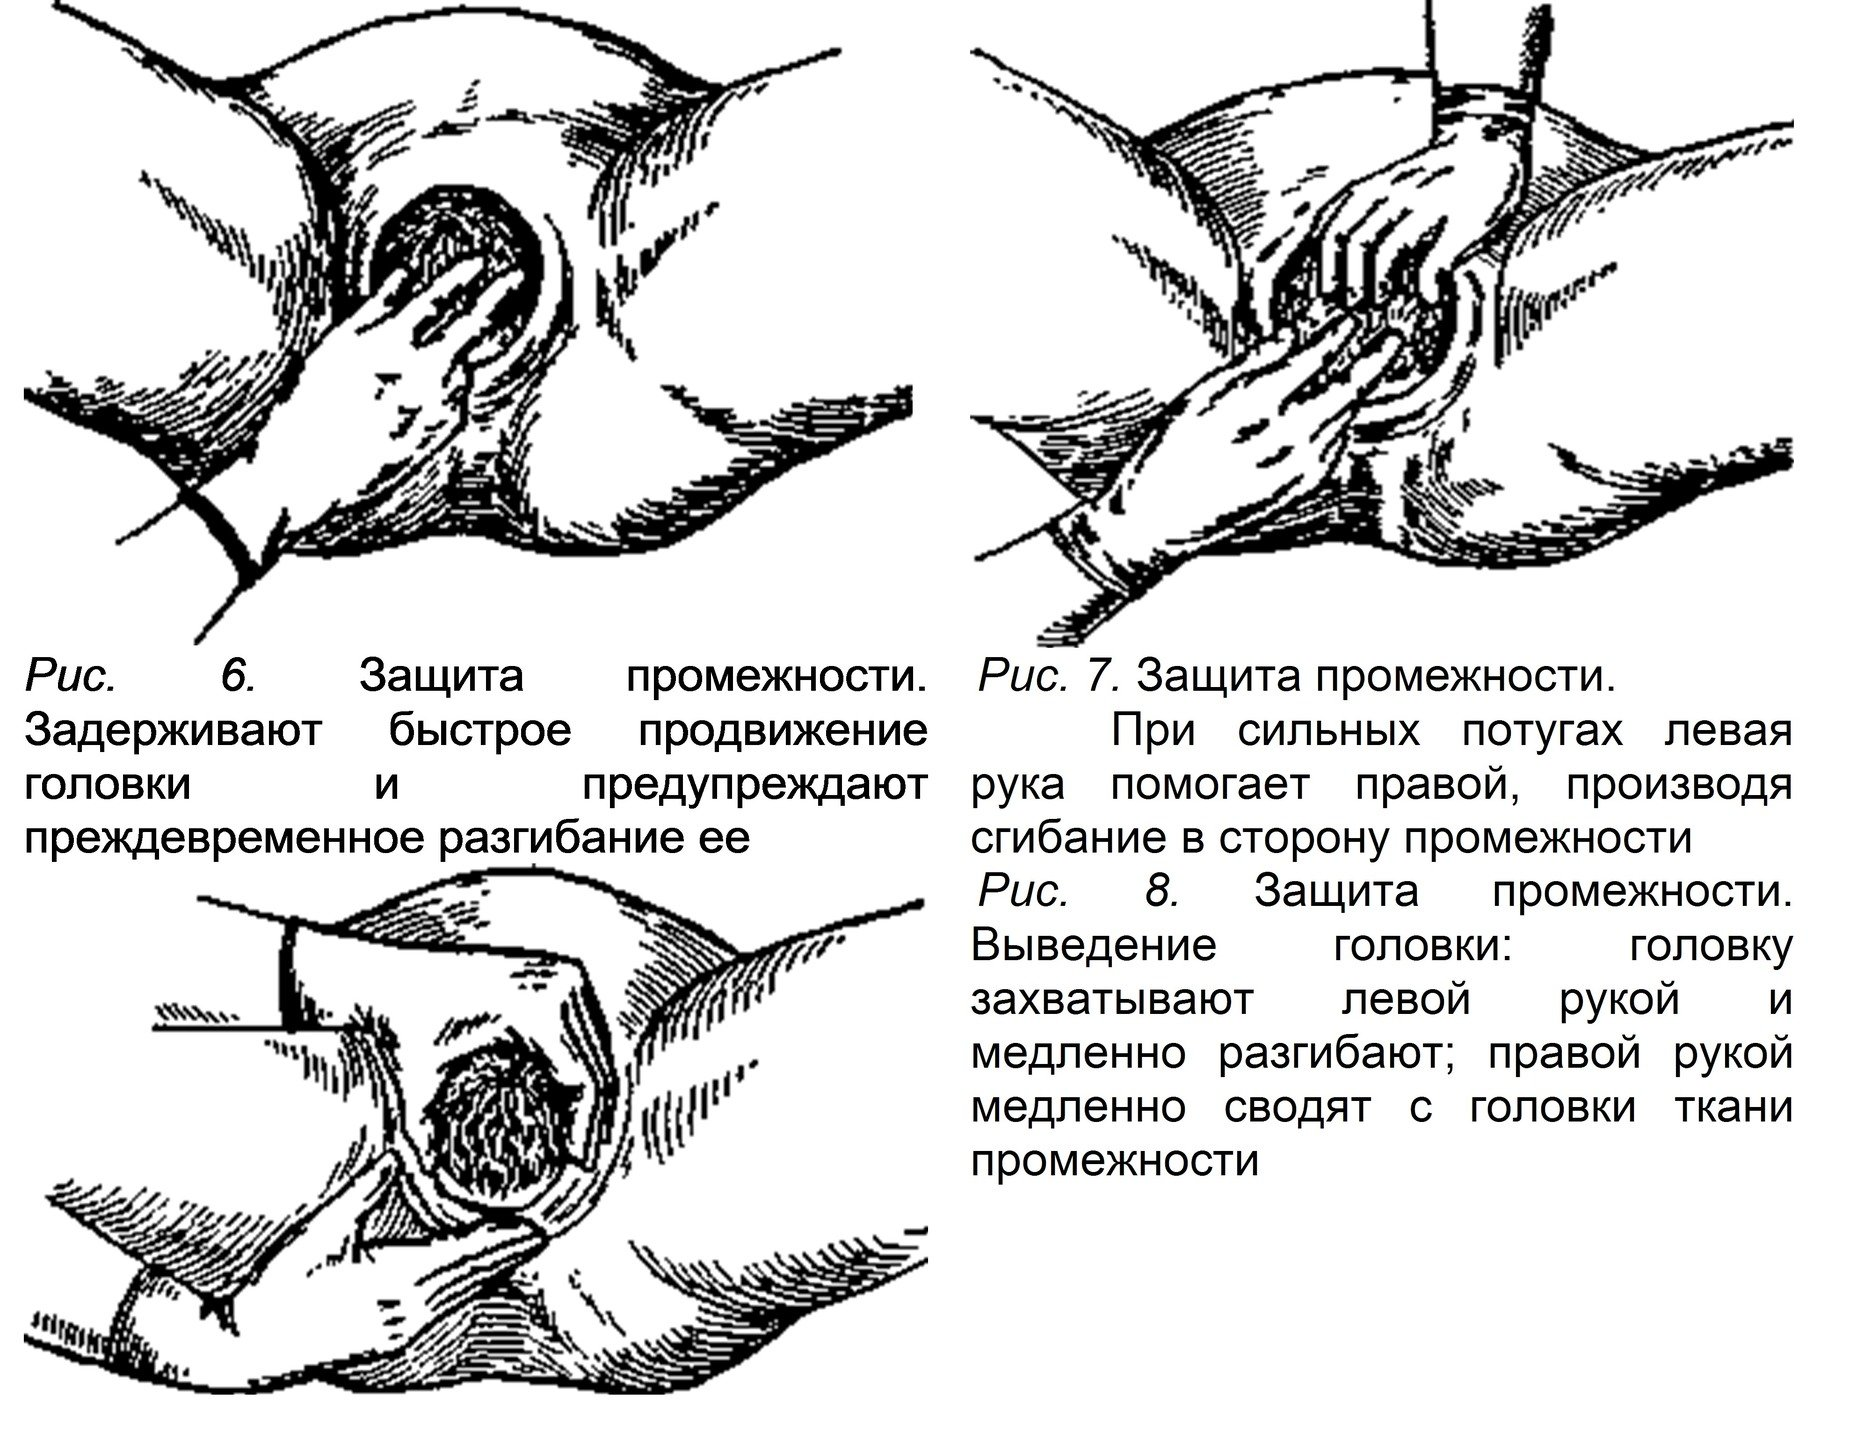 Рис. 6. Защита промежности.
Задерживают быстрое продвижение
головки и предупреждают
преждевременное разгибание ее
Рис. 7. Защита промежности.
При сильных потугах левая
рука помогает правой, производя
сгибание в сторону промежности
Рис. 8. Защита промежности.
Выведение головки: головку
захватывают левой рукой и
медленно разгибают; правой рукой
медленно сводят с головки ткани
промежности